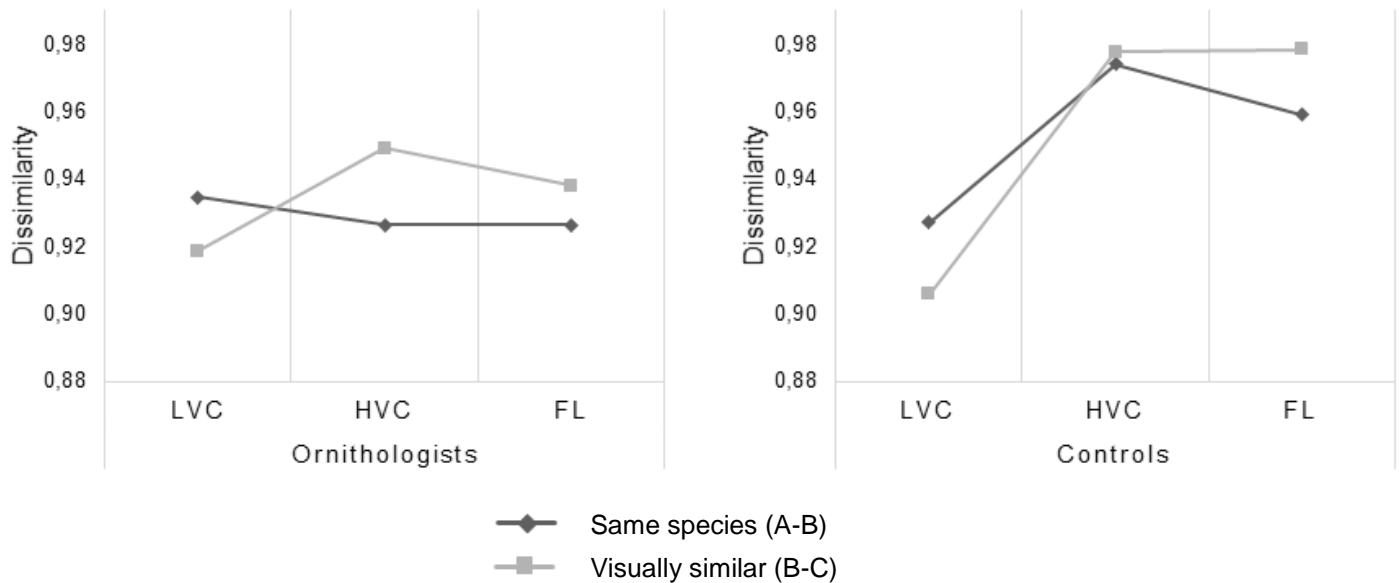 Dissimilarity
0,98
0,96
0,94
0,92
0,90
0,88
LVC HVC FL
Ornithologists
Dissimilarity
0,98
0,96
0,94
0,92
0,90
0,88
LVC HVC FL
Controls
Same species (A-B)
Visually similar (B-C)